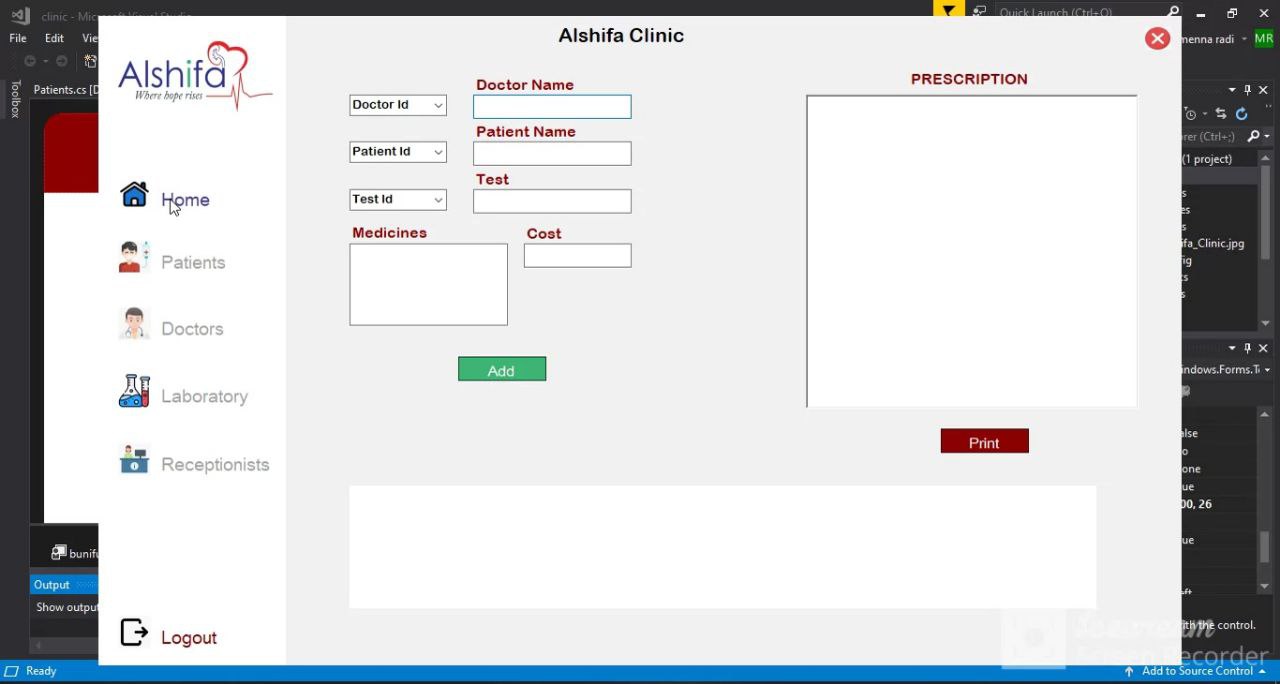 clinic - Microsoft Visual Studio
Quick Launch (Ctrl+Q)
File Edit
menna radi MR
Patients.cs [D
Toolbox
Alshifa Clinic
Alshifa
Where hope rises
Home
Patients
Doctors
Laboratory
Receptionists
Logout
Doctor Name
Doctor Id
Patient Name
Patient Id
Test
Test Id
Medicines Cost
Add
PRESCRIPTION
Print
rer (Ctrl+;)
(1 project)
ifa_Clinic.jpg
fig
indows.Forms.T
alse
one
ue
00, 26
ue
ith the control.
bunifu
Output
Show output
Icecream
Screen Recorder
Ready
Add to Source Control